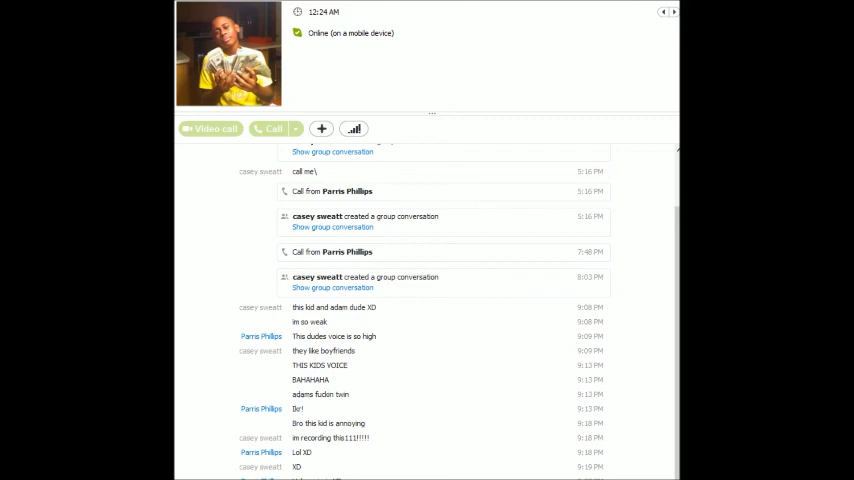 12:24 AM
Online (on a mobile device)
Video call
Call
Show group conversation
casey sweatt call me\ 5:16 PM
Call from Parris Phillips 5:16 PM
casey sweatt created a group conversation 5:16 PM
Show group conversation
Call from Parris Phillips 7:48 PM
casey sweatt created a group conversation 8:03 PM
Show group conversation
casey sweatt this kid and adam dude XD 9:08 PM
im so weak 9:08 PM
Parris Phillips This dudes voice is so high 9:09 PM
casey sweatt they like boyfriends 9:09 PM
THIS KIDS VOICE 9:13 PM
BAHAHAHA 9:13 PM
adams fuckin twin 9:13 PM
Parris Phillips Ikr! 9:13 PM
Bro this kid is annoying 9:18 PM
casey sweatt im recording this111!!!!! 9:18 PM
Parris Phillips Lol XD 9:18 PM
casey sweatt XD 9:19 PM